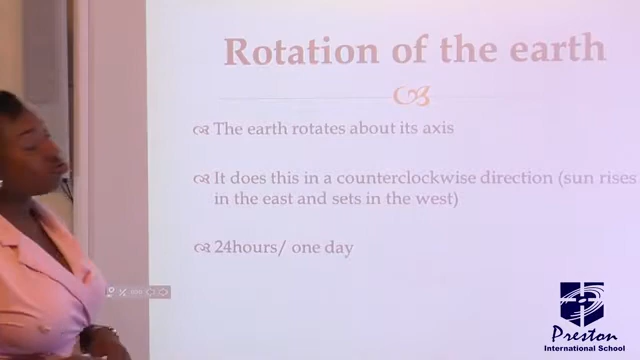 Rotation of the earth
The earth rotates about its axis
It does this in a counterclockwise direction (sun rises
in the east and sets in the west)
24hours/ one day
Preston
International School